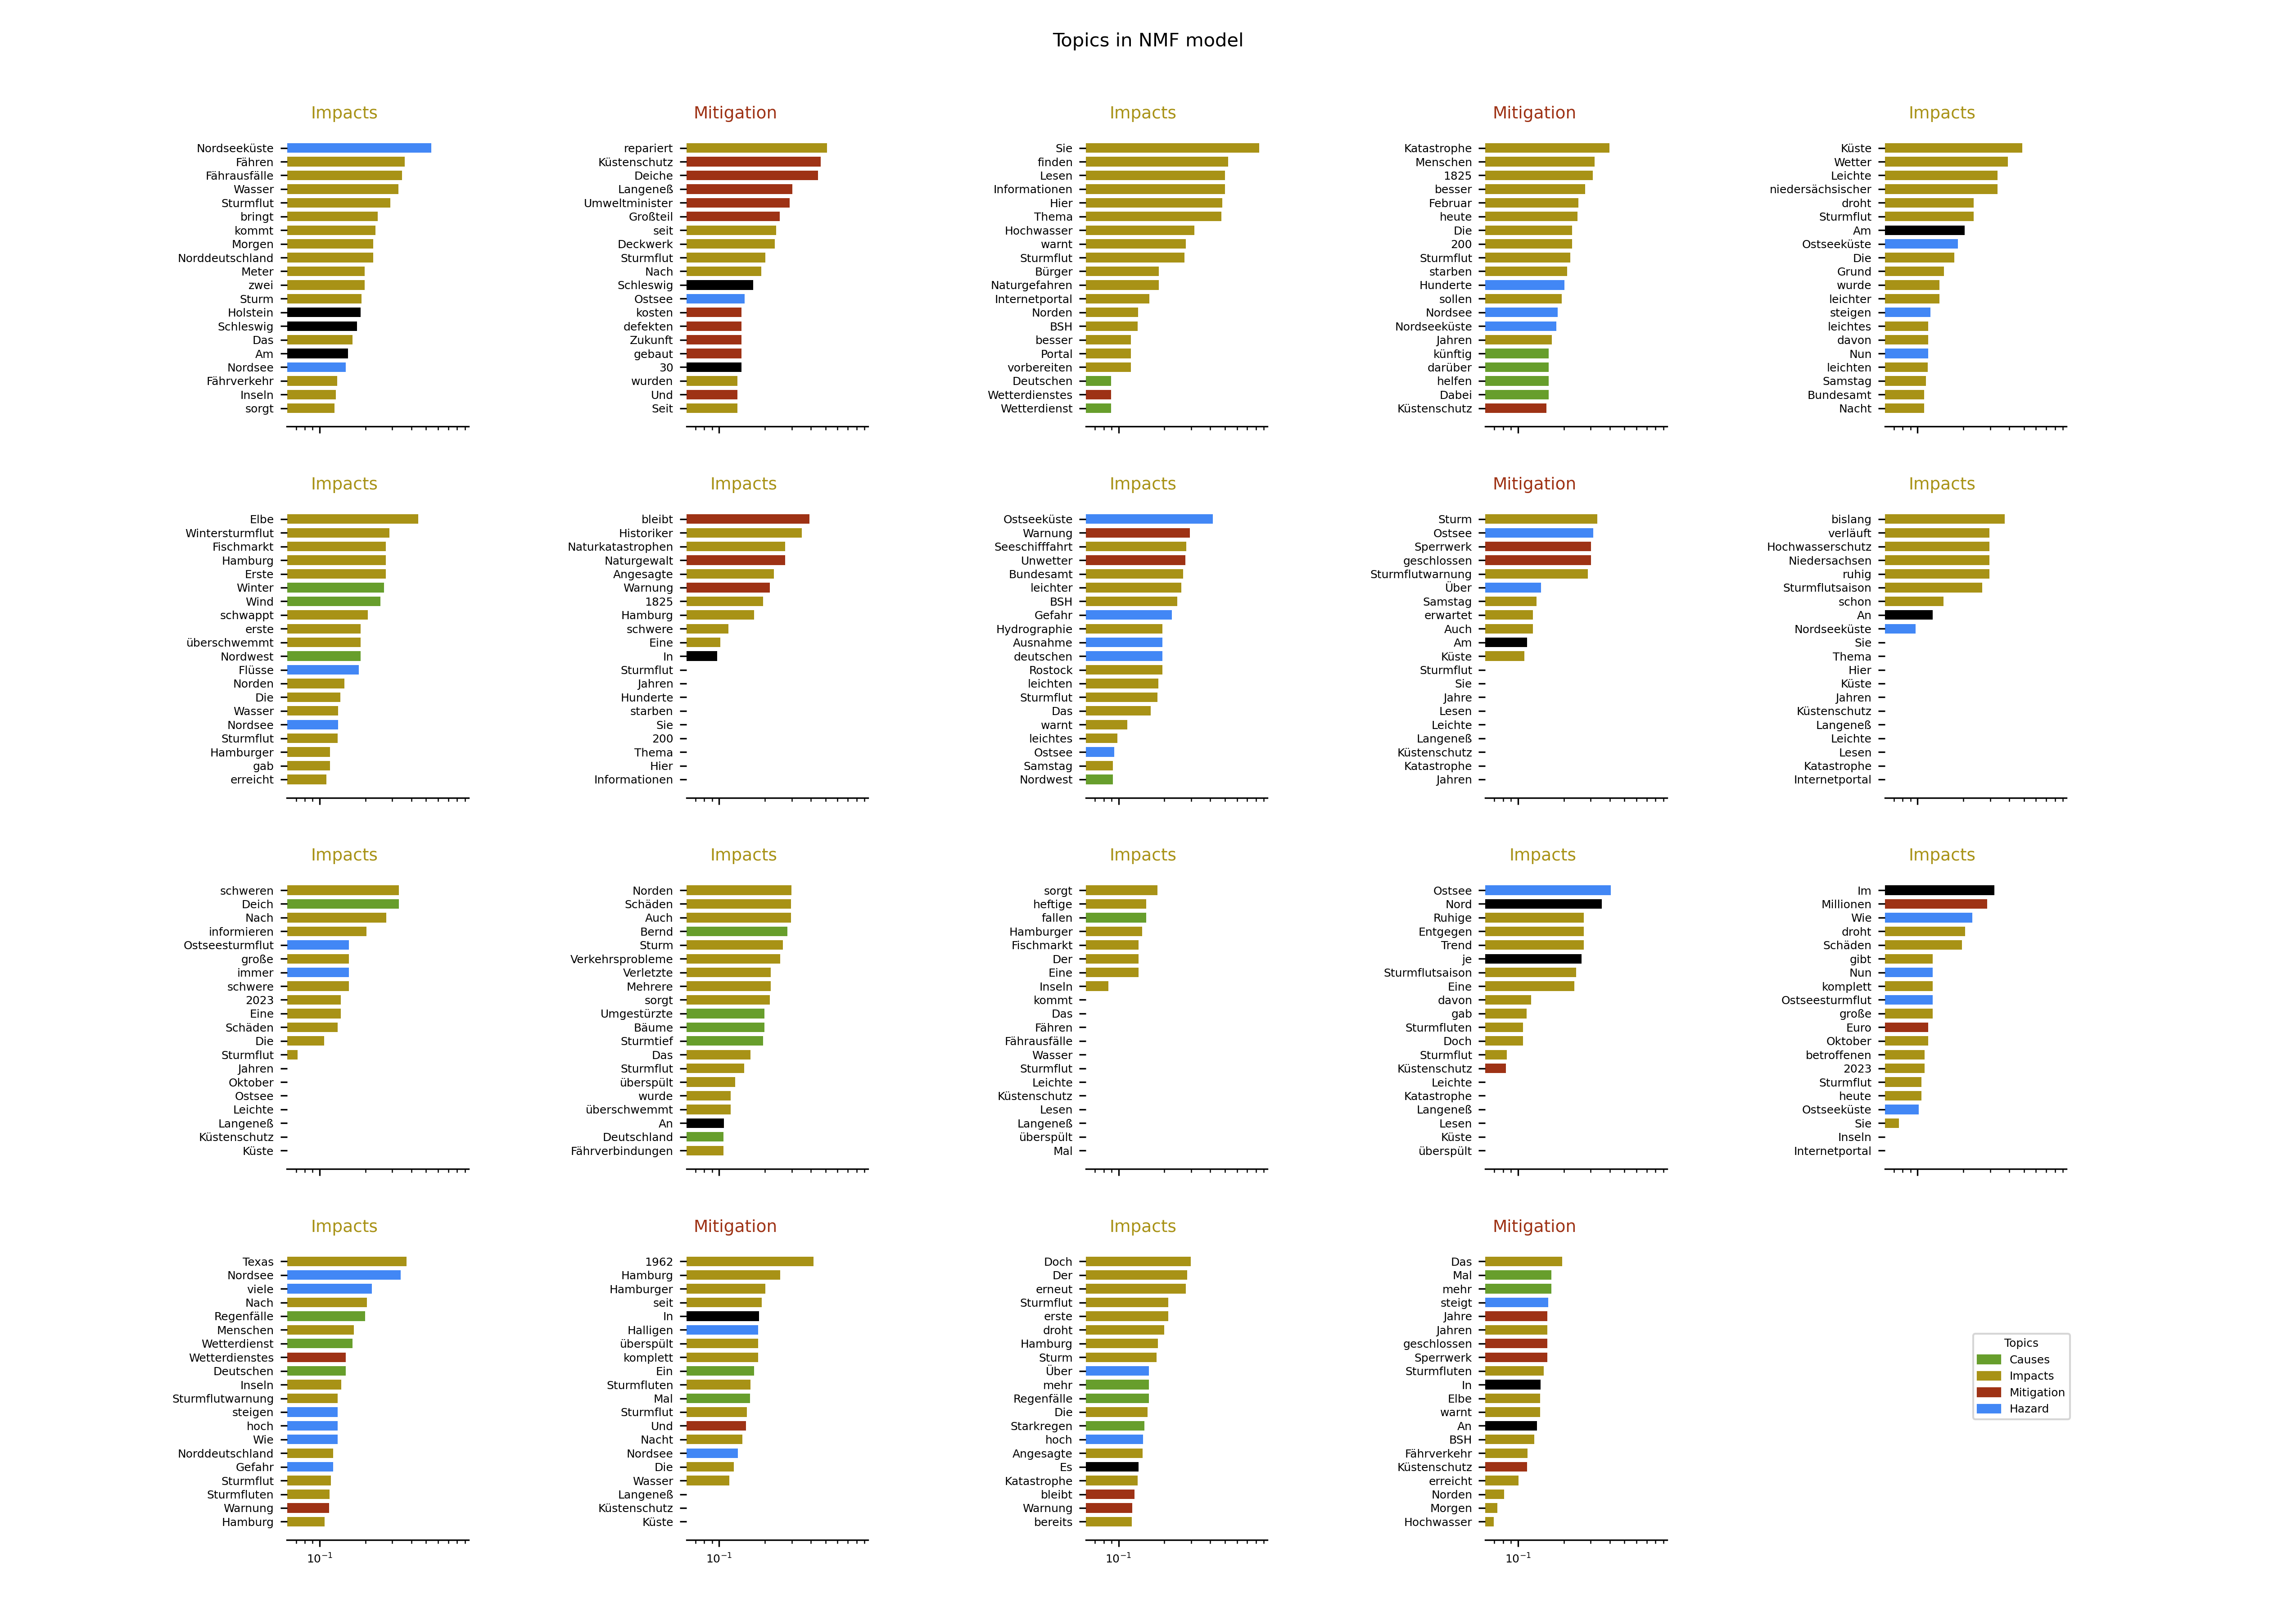 Topics in NMF model
Impacts
Nordseeküste
Fähren
Fährausfälle
Wasser
Sturmflut
bringt
kommt
Morgen
Norddeutschland
Meter
zwei
Sturm
Holstein
Schleswig
Das
Am
Nordsee
Fährverkehr
Inseln
sorgt
Mitigation
repariert
Küstenschutz
Deiche
Langeneß
Umweltminister
Großteil
seit
Deckwerk
Sturmflut
Nach
Schleswig
Ostsee
kosten
defekten
Zukunft
gebaut
30
wurden
Und
Seit
Impacts
Sie
finden
Lesen
Informationen
Hier
Thema
Hochwasser
warnt
Sturmflut
Bürger
Naturgefahren
Internetportal
Norden
BSH
besser
Portal
vorbereiten
Deutschen
Wetterdienstes
Wetterdienst
Mitigation
Katastrophe
Menschen
1825
besser
Februar
heute
Die
200
Sturmflut
starben
Hunderte
sollen
Nordsee
Nordseeküste
Jahren
künftig
darüber
helfen
Dabei
Küstenschutz
Impacts
Küste
Wetter
Leichte
niedersächsischer
droht
Sturmflut
Am
Ostseeküste
Die
Grund
wurde
leichter
steigen
leichtes
davon
Nun
leichten
Samstag
Bundesamt
Nacht
Impacts
Elbe
Wintersturmflut
Fischmarkt
Hamburg
Erste
Winter
Wind
schwappt
erste
überschwemmt
Nordwest
Flüsse
Norden
Die
Wasser
Nordsee
Sturmflut
Hamburger
gab
erreicht
Impacts
bleibt
Historiker
Naturkatastrophen
Naturgewalt
Angesagte
Warnung
1825
Hamburg
schwere
Eine
In
Sturmflut
Jahren
Hunderte
starben
Sie
200
Thema
Hier
Informationen
Impacts
Ostseeküste
Warnung
Seeschifffahrt
Unwetter
Bundesamt
leichter
BSH
Gefahr
Hydrographie
Ausnahme
deutschen
Rostock
leichten
Sturmflut
Das
warnt
leichtes
Ostsee
Samstag
Nordwest
Mitigation
Sturm
Ostsee
Sperrwerk
geschlossen
Sturmflutwarnung
Über
Samstag
erwartet
Auch
Am
Küste
Sturmflut
Sie
Jahre
Lesen
Leichte
Langeneß
Küstenschutz
Katastrophe
Jahren
Impacts
bislang
verläuft
Hochwasserschutz
Niedersachsen
ruhig
Sturmflutsaison
schon
An
Nordseeküste
Sie
Thema
Hier
Küste
Jahren
Küstenschutz
Langeneß
Leichte
Lesen
Katastrophe
Internetportal
Impacts
schweren
Deich
Nach
informieren
Ostseesturmflut
große
immer
schwere
2023
Eine
Schäden
Die
Sturmflut
Jahren
Oktober
Ostsee
Leichte
Langeneß
Küstenschutz
Küste
Impacts
Norden
Schäden
Auch
Bernd
Sturm
Verkehrsprobleme
Verletzte
Mehrere
sorgt
Umgestürzte
Bäume
Sturmtief
Das
Sturmflut
überspült
wurde
überschwemmt
An
Deutschland
Fährverbindungen
Impacts
sorgt
heftige
fallen
Hamburger
Fischmarkt
Der
Eine
Inseln
kommt
Das
Fähren
Fährausfälle
Wasser
Sturmflut
Leichte
Küstenschutz
Lesen
Langeneß
überspült
Mal
Impacts
Ostsee
Nord
Ruhige
Entgegen
Trend
je
Sturmflutsaison
Eine
davon
gab
Sturmfluten
Doch
Sturmflut
Küstenschutz
Leichte
Katastrophe
Langeneß
Lesen
Küste
überspült
Impacts
Im
Millionen
Wie
droht
Schäden
gibt
Nun
komplett
Ostseesturmflut
große
Euro
Oktober
betroffenen
2023
Sturmflut
heute
Ostseeküste
Sie
Inseln
Internetportal
Impacts
Texas
Nordsee
viele
Nach
Regenfälle
Menschen
Wetterdienst
Wetterdienstes
Deutschen
Inseln
Sturmflutwarnung
steigen
hoch
Wie
Norddeutschland
Gefahr
Sturmflut
Sturmfluten
Warnung
Hamburg
10⁻¹
Mitigation
1962
Hamburg
Hamburger
seit
In
Halligen
überspült
komplett
Ein
Sturmfluten
Mal
Sturmflut
Und
Nacht
Nordsee
Die
Wasser
Langeneß
Küstenschutz
Küste
10⁻¹
Impacts
Doch
Der
erneut
Sturmflut
erste
droht
Hamburg
Sturm
Über
mehr
Regenfälle
Die
Starkregen
hoch
Angesagte
Es
Katastrophe
bleibt
Warnung
bereits
10⁻¹
Mitigation
Das
Mal
mehr
steigt
Jahre
Jahren
geschlossen
Sperrwerk
Sturmfluten
In
Elbe
warnt
An
BSH
Fährverkehr
Küstenschutz
erreicht
Norden
Morgen
Hochwasser
10⁻¹
Topics
Causes
Impacts
Mitigation
Hazard